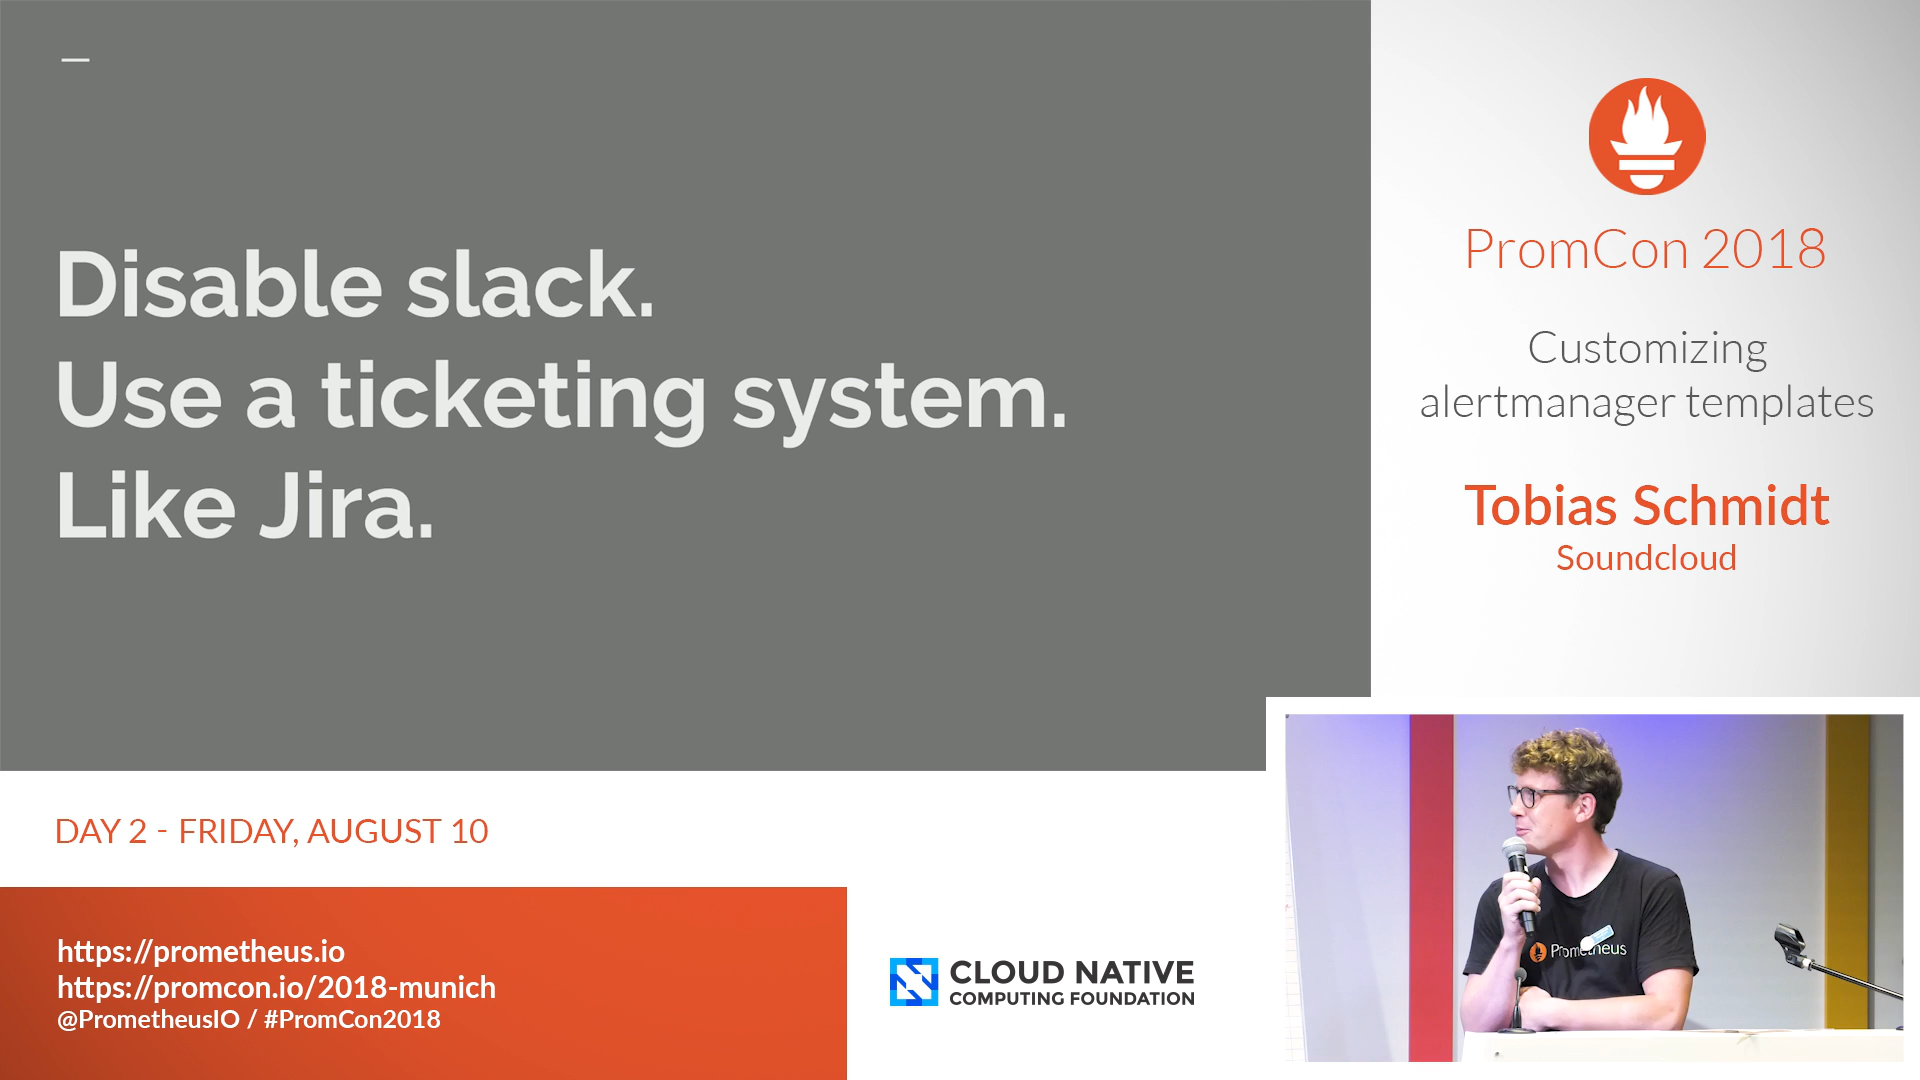 Disable slack.
Use a ticketing system.
Like Jira.
PromCon 2018
Customizing
alertmanager templates
Tobias Schmidt
Soundcloud
DAY 2 - FRIDAY, AUGUST 10
https://prometheus.io
https://promcon.io/2018-munich
@PrometheusIO / #PromCon2018
CLOUD NATIVE
COMPUTING FOUNDATION
Prometheus